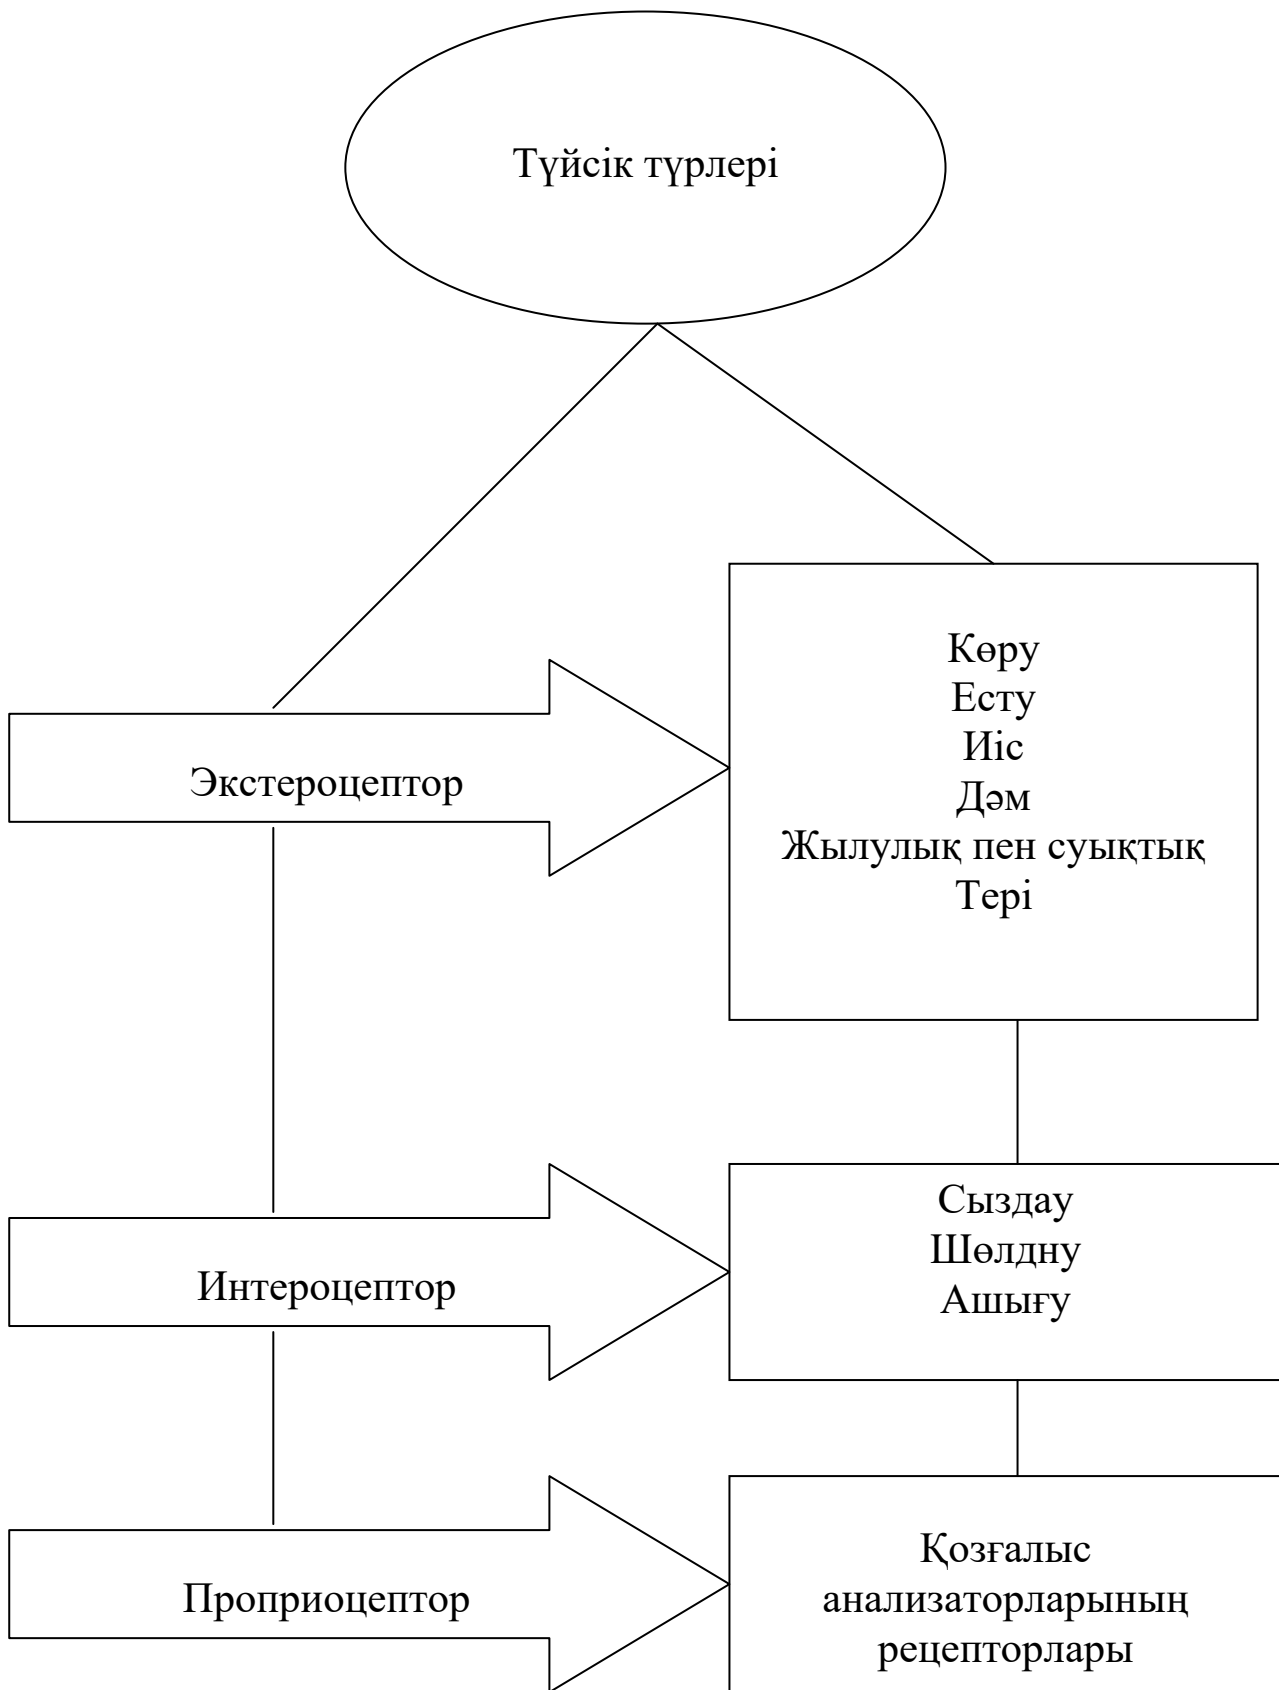 Түйсік түрлері
Экстероцептор
Көру
Есту
Иіс
Дәм
Жылулық пен суықтық
Тері
Интероцептор
Сыздау
Шөлдну
Ашығу
Проприоцептор
Қозғалыс
анализаторларының
рецепторлары